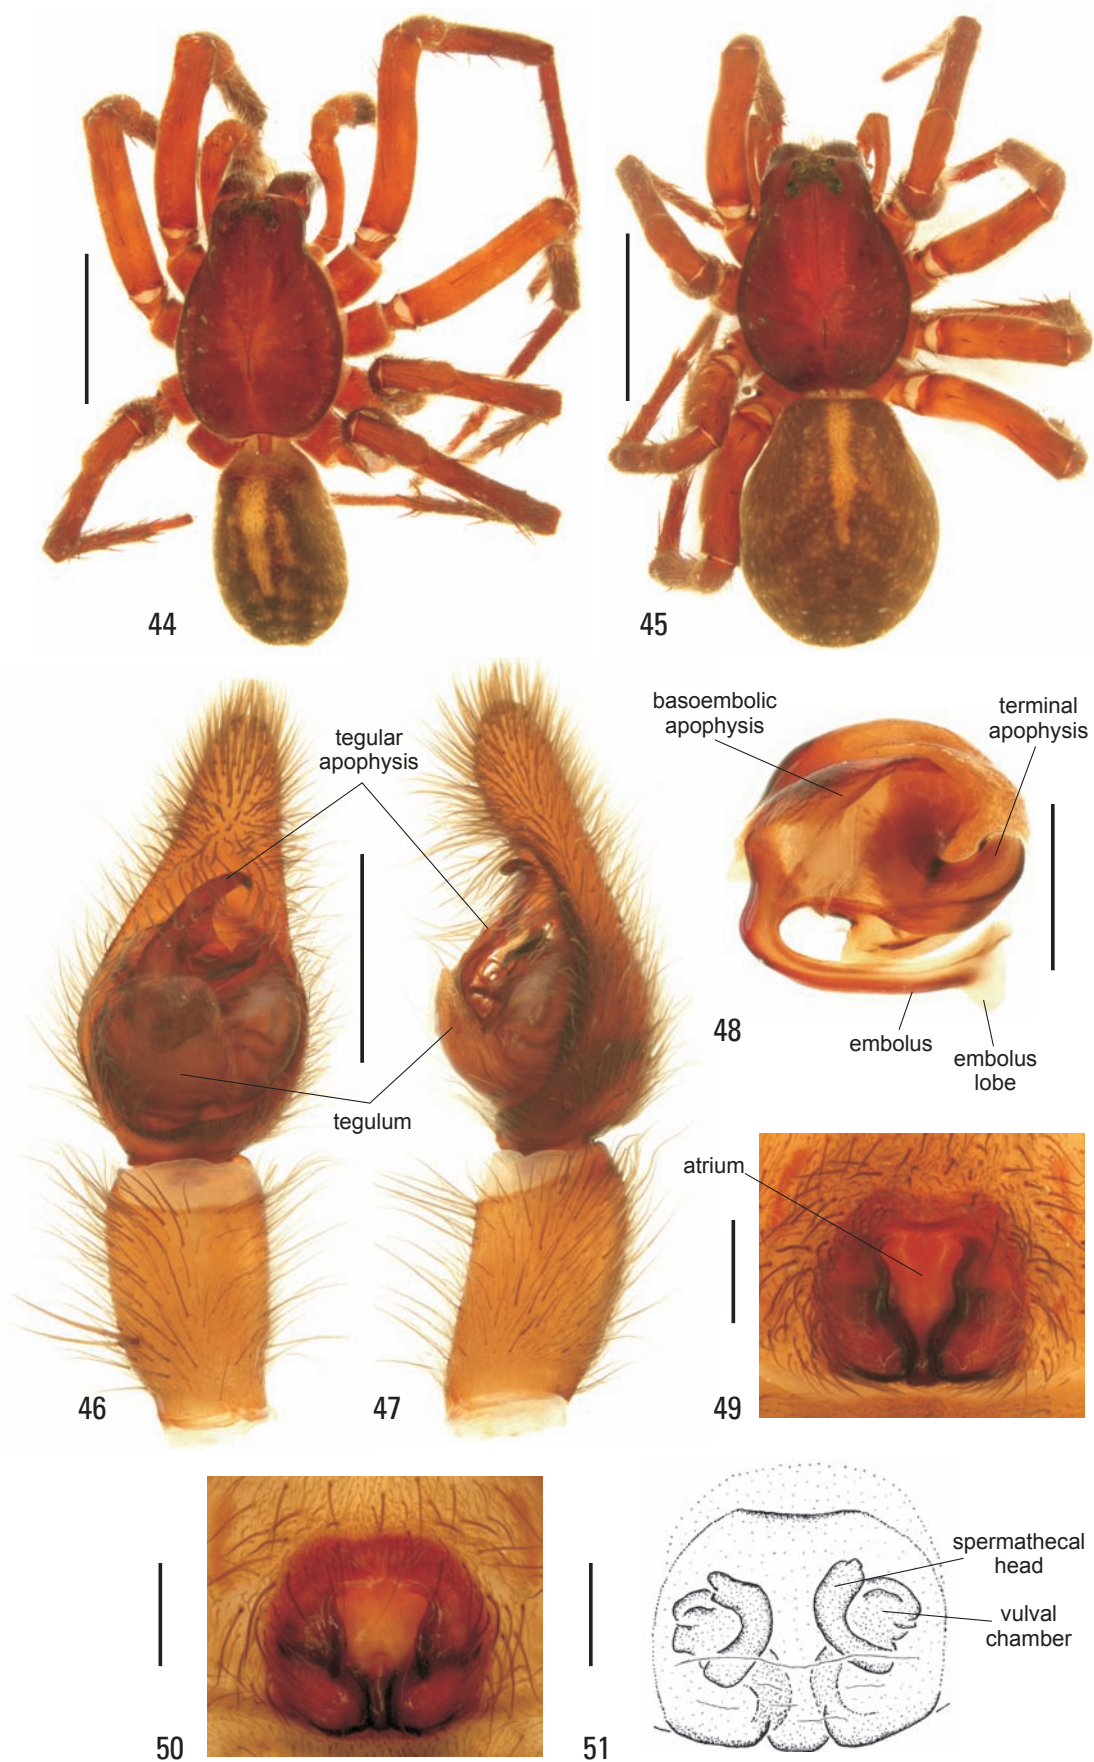 44
45
tegular
apophysis
basoembolic
apophysis
terminal
apophysis
48
embolus
embolus
lobe
tegulum
atrium
46
47
49
spermathecal
head
vulval
chamber
50
51